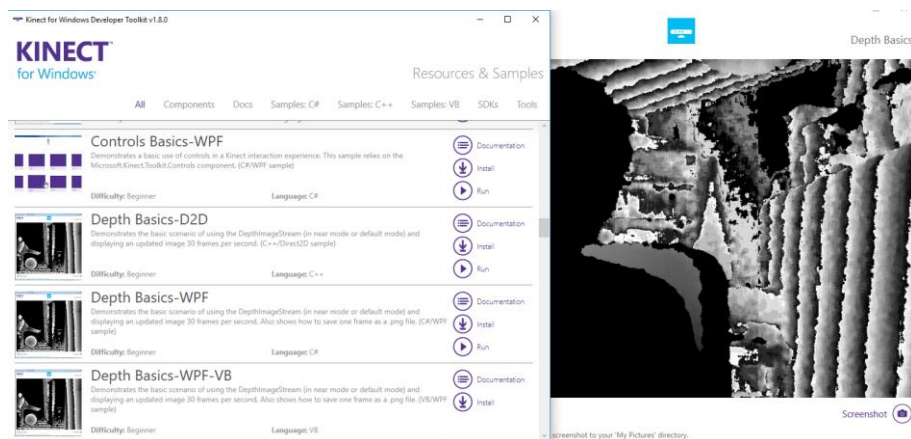 Kinect for Windows Developer Toolkit v1.8.0
KINECT
for Windows
Resources & Samples
All Components Docs Samples: C# Samples: C++ Samples: VB SDKs Tools
Controls Basics-WPF
Demonstrates a basic use of controls in a Kinect interaction experience. This sample relies on the
Microsoft.Kinect.Toolkit.Controls component. (C#/WPF sample)
Difficulty: Beginner Language: C#
Documentation
Install
Run
Depth Basics-D2D
Demonstrates the basic scenario of using the DepthImageStream (in near mode or default mode) and
displaying an updated image 30 frames per second. (C++/Direct2D sample)
Difficulty: Beginner Language: C++
Documentation
Install
Run
Depth Basics-WPF
Demonstrates the basic scenario of using the DepthImageStream (in near mode or default mode) and
displaying an updated image 30 frames per second. Also shows how to save one frame as a .png file. (C#/WPF
sample)
Difficulty: Beginner Language: C#
Documentation
Install
Run
Depth Basics-WPF-VB
Demonstrates the basic scenario of using the DepthImageStream (in near mode or default mode) and
displaying an updated image 30 frames per second. Also shows how to save one frame as a .png file. (VB/WPF
sample)
Difficulty: Beginner Language: VB
Documentation
Install
Depth Basics
Screenshot
screenshot to your 'My Pictures' directory.